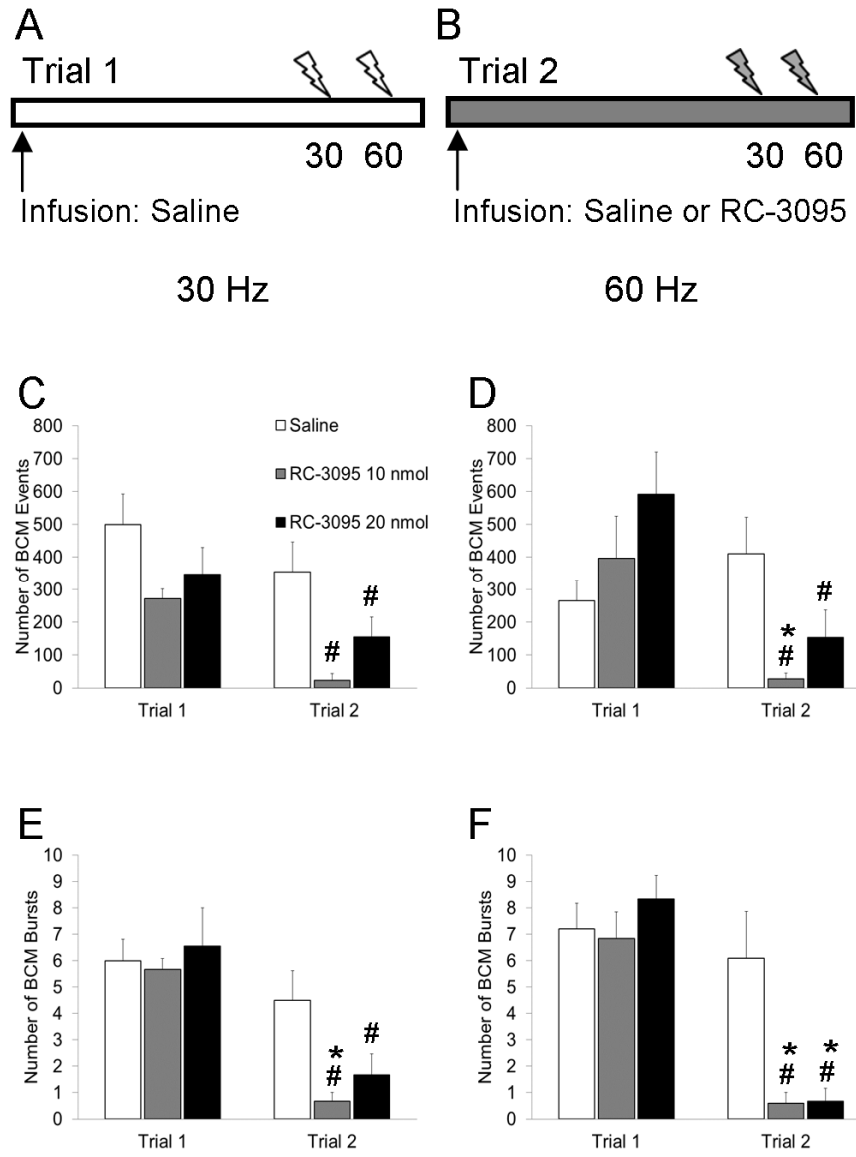 A
Trial 1
30 60
Infusion: Saline
B
Trial 2
30 60
Infusion: Saline or RC-3095
30 Hz
60 Hz
C
Number of BCM Events
800
700
600
500
400
300
200
100
0
Saline
RC-3095 10 nmol
RC-3095 20 nmol
#
#
Trial 1
Trial 2
D
Number of BCM Events
800
700
600
500
400
300
200
100
0
*
#
#
Trial 1
Trial 2
E
Number of BCM Bursts
10
9
8
7
6
5
4
3
2
1
0
*
#
#
Trial 1
Trial 2
F
Number of BCM Bursts
10
9
8
7
6
5
4
3
2
1
0
* *
# #
Trial 1
Trial 2